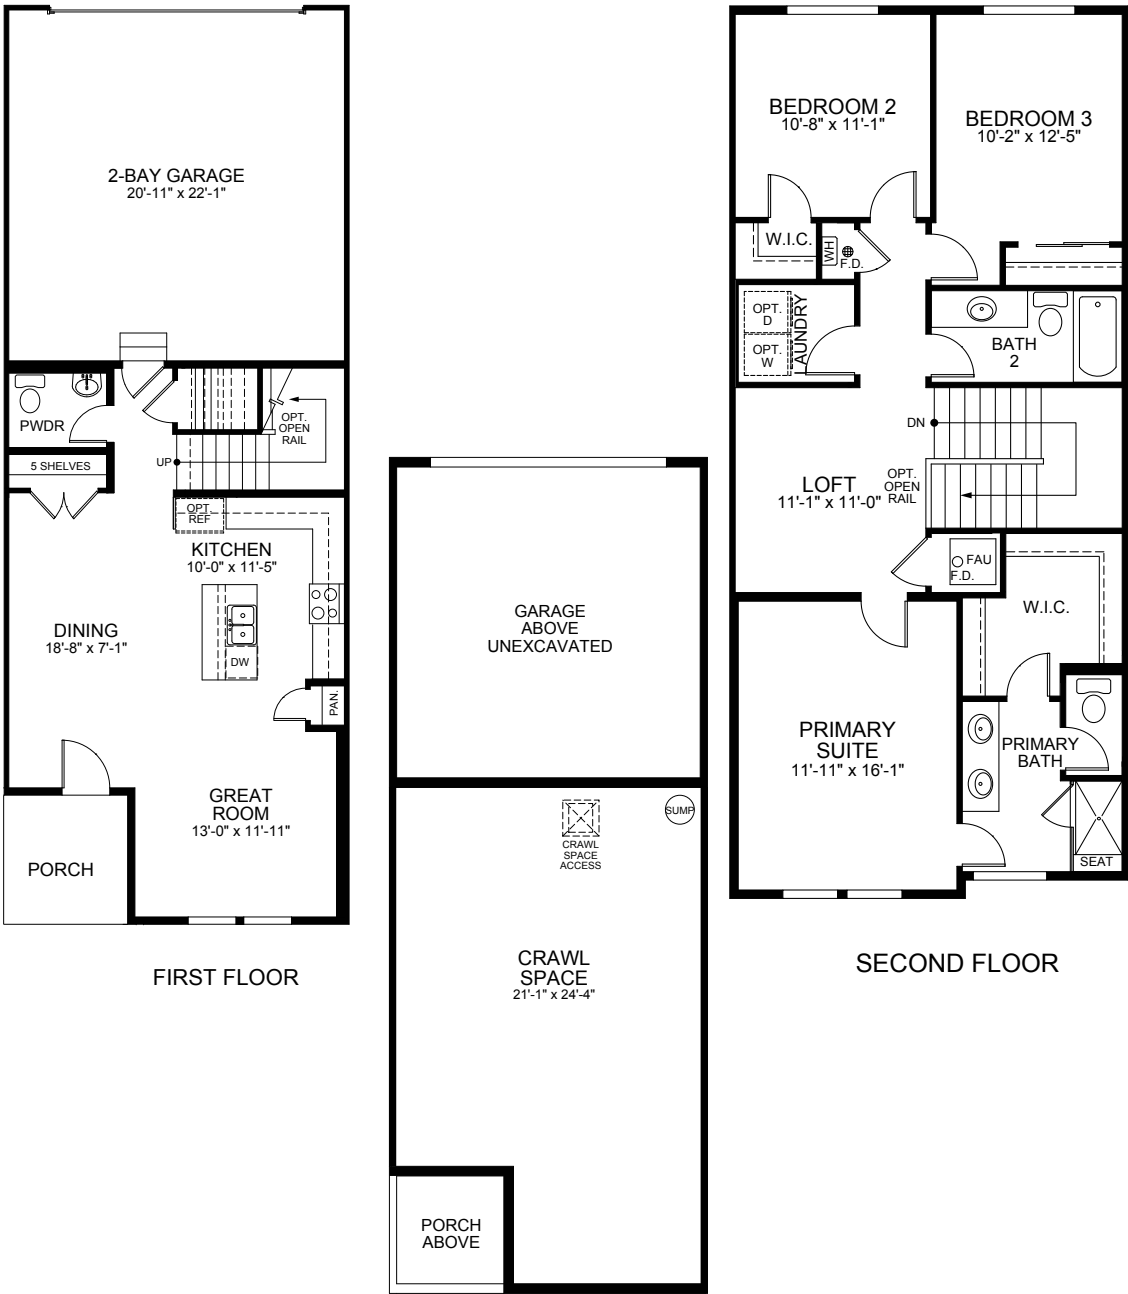 2-BAY GARAGE
20'-11" x 22'-1"
PWDR
5 SHELVES
UP
OPT.
OPEN
RAIL
OPT.
REF
KITCHEN
10'-0" x 11'-5"
DINING
18'-8" x 7'-1"
DW
PAN.
GREAT
ROOM
13'-0" x 11'-11"
PORCH
FIRST FLOOR
GARAGE
ABOVE
UNEXCAVATED
CRAWL
SPACE
ACCESS
SUMP
CRAWL
SPACE
21'-1" x 24'-4"
PORCH
ABOVE
BEDROOM 2
10'-8" x 11'-1"
BEDROOM 3
10'-2" x 12'-5"
W.I.C.
WH
F.D.
OPT.
D
OPT.
W
LAUNDRY
BATH
2
DN
OPT.
OPEN
RAIL
LOFT
11'-1" x 11'-0"
FAU
F.D.
W.I.C.
PRIMARY
SUITE
11'-11" x 16'-1"
PRIMARY
BATH
SEAT
SECOND FLOOR